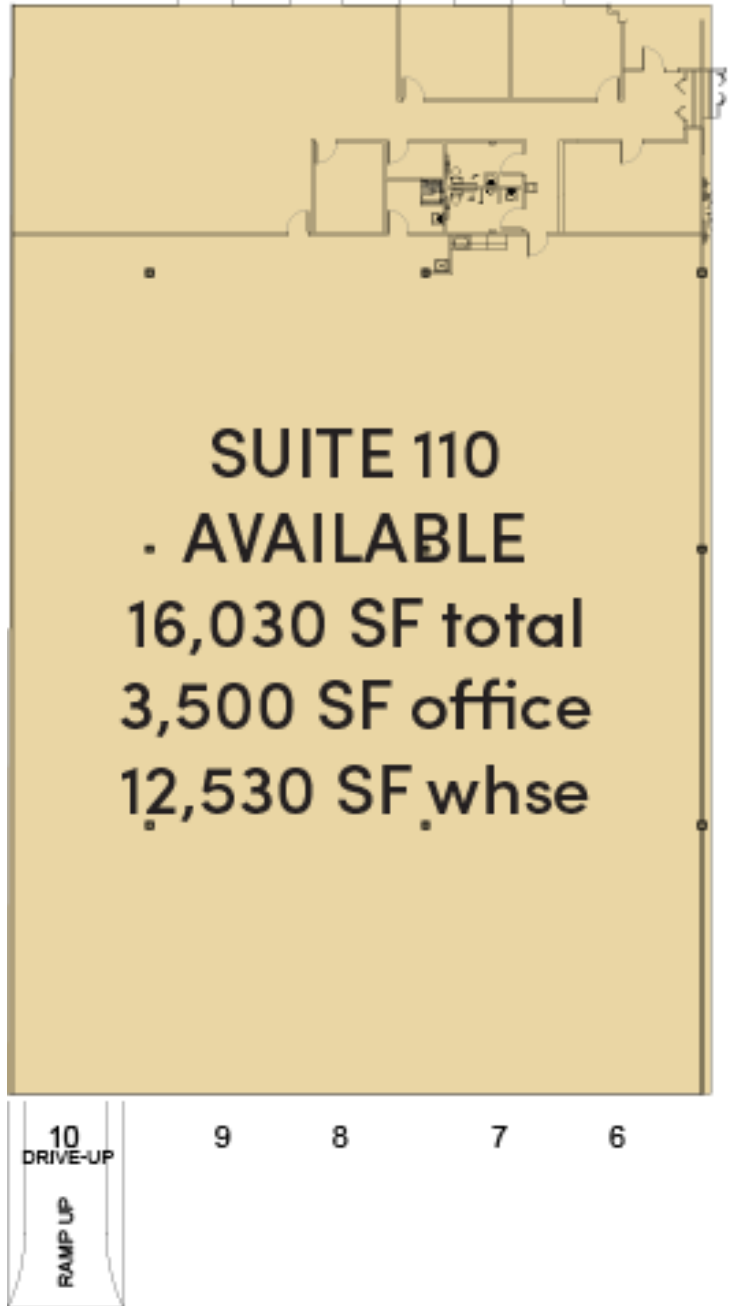 SUITE 110
AVAILABLE
16,030 SF total
3,500 SF office
12,530 SF whse
10 9 8 7 6
DRIVE-UP
RAMP UP